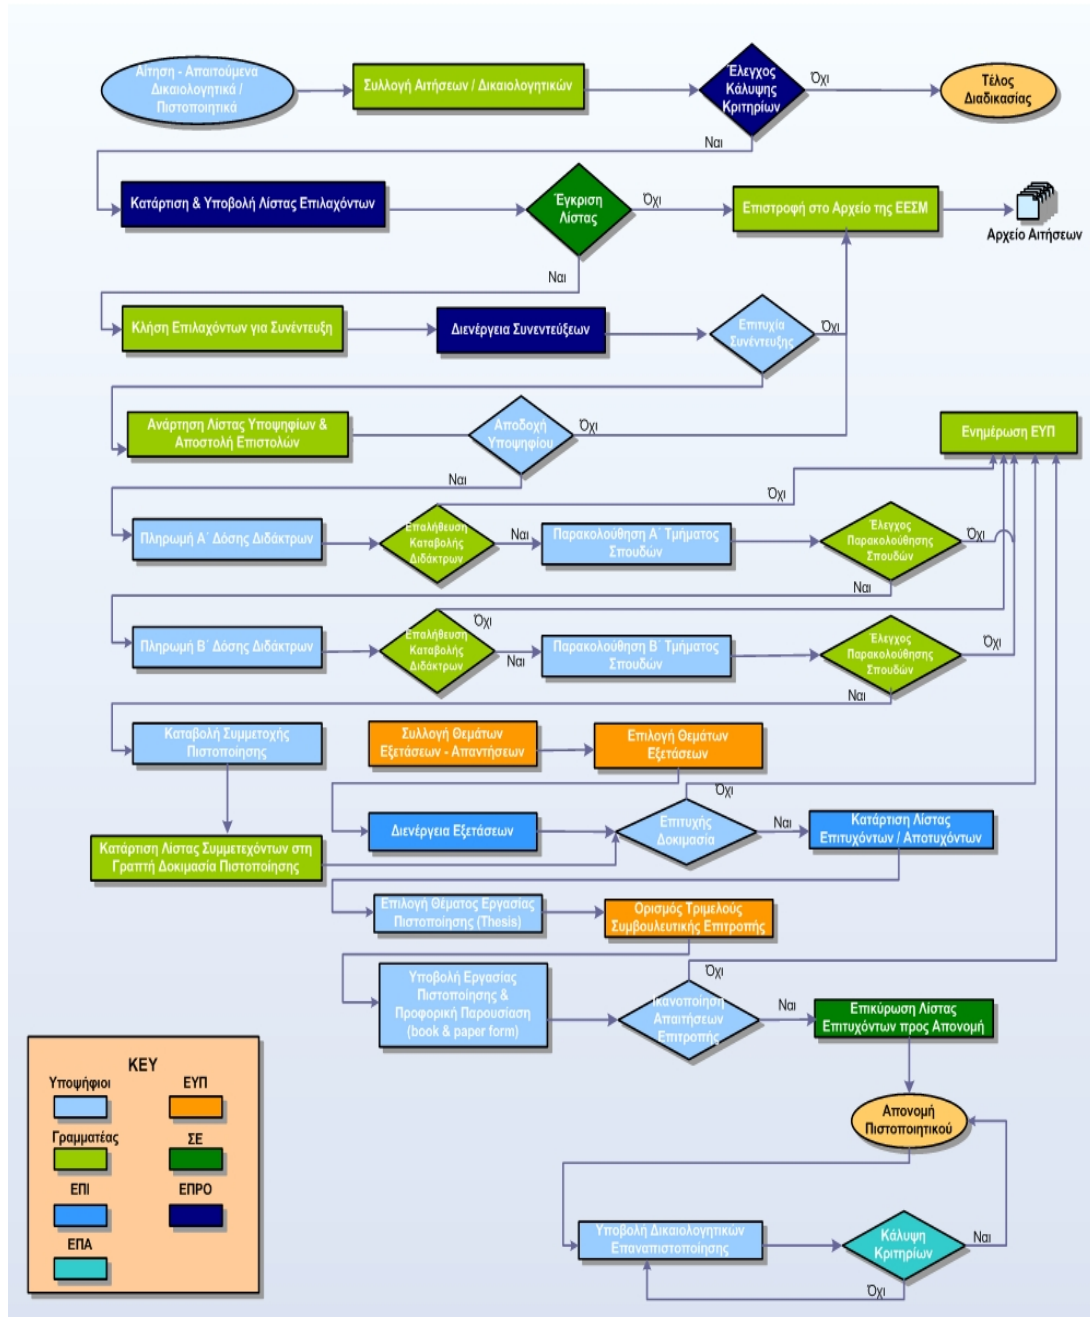 Αίτηση - Απαιτούμενα
Δικαιολογητικά /
Πιστοποιητικά
Συλλογή Αιτήσεων / Δικαιολογητικών
Έλεγχος
Κάλυψης
Κριτηρίων
Όχι
Τέλος
Διαδικασίας
Ναι
Κατάρτιση & Υποβολή Λίστας Επιλαχόντων
Έγκριση
Λίστας
Όχι
Επιστροφή στο Αρχείο της ΕΕΣΜ
Αρχείο Αιτήσεων
Ναι
Κλήση Επιλαχόντων για Συνέντευξη
Διενέργεια Συνεντεύξεων
Επιτυχία
Συνέντευξης
Όχι
Ανάρτηση Λίστας Υποψηφίων &
Αποστολή Επιστολών
Αποδοχή
Υποψηφίου
Όχι
Ενημέρωση ΕΥΠ
Ναι
Όχι
Πληρωμή Α΄ Δόσης Διδάκτρων
Επαλήθευση
Καταβολής
Διδάκτρων
Ναι
Παρακολούθηση Α΄ Τμήματος
Σπουδών
Έλεγχος
Παρακολούθησης
Σπουδών
Όχι
Ναι
Πληρωμή Β΄ Δόσης Διδάκτρων
Επαλήθευση
Καταβολής
Διδάκτρων
Όχι
Ναι
Παρακολούθηση Β΄ Τμήματος
Σπουδών
Έλεγχος
Παρακολούθησης
Σπουδών
Όχι
Ναι
Καταβολή Συμμετοχής
Πιστοποίησης
Συλλογή Θεμάτων
Εξετάσεων - Απαντήσεων
Επιλογή Θεμάτων
Εξετάσεων
Όχι
Διενέργεια Εξετάσεων
Επιτυχής
Δοκιμασία
Ναι
Κατάρτιση Λίστας
Επιτυχόντων / Αποτυχόντων
Κατάρτιση Λίστας Συμμετεχόντων στη
Γραπτή Δοκιμασία Πιστοποίησης
Επιλογή Θέματος Εργασίας
Πιστοποίησης (Thesis)
Ορισμός Τριμελούς
Συμβουλευτικής Επιτροπής
Όχι
Υποβολή Εργασίας
Πιστοποίησης &
Προφορική Παρουσίαση
(book & paper form)
Ικανοποίηση
Απαιτήσεων
Επιτροπής
Ναι
Επικύρωση Λίστας
Επιτυχόντων προς Απονομή
KEY
Υποψήφιοι
ΕΥΠ
Γραμματέας
ΣΕ
ΕΠΙ
ΕΠΡΟ
ΕΠΑ
Απονομή
Πιστοποιητικού
Υποβολή Δικαιολογητικών
Επαναπιστοποίησης
Κάλυψη
Κριτηρίων
Ναι
Όχι